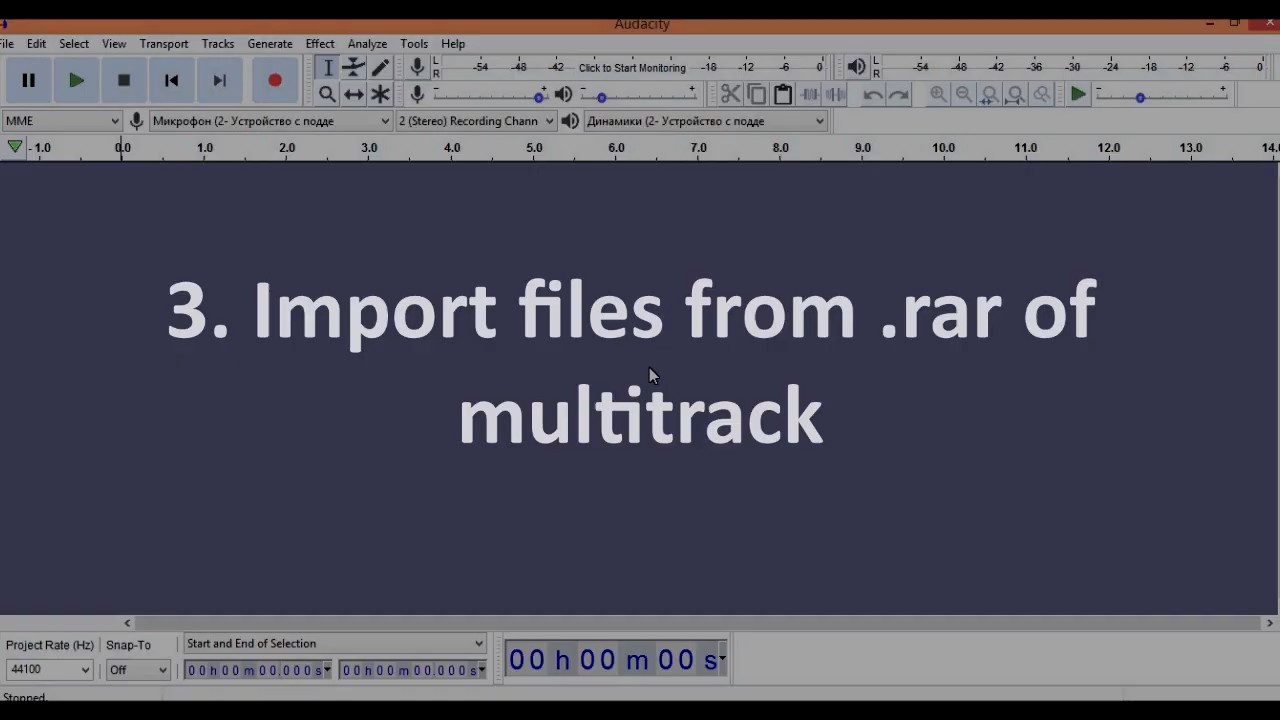 Audacity
File Edit Select View Transport Tracks Generate Effect Analyze Tools Help
L R -54 -48 -42 Click to Start Monitoring -18 -12 -6 0 L R -54 -48 -42 -36 -30 -24 -18 -12 -6 0
MME Микрофон (2- Устройство с подде 2 (Stereo) Recording Chann Динамики (2- Устройство с подде
-1.0 0.0 1.0 2.0 3.0 4.0 5.0 6.0 7.0 8.0 9.0 10.0 11.0 12.0 13.0 14.0
3. Import files from .rar of
multitrack
Project Rate (Hz) Snap-To Start and End of Selection
44100 Off 00 h 00 m 00.000 s 00 h 00 m 00.000 s 00 h 00 m 00 s
Stopped.